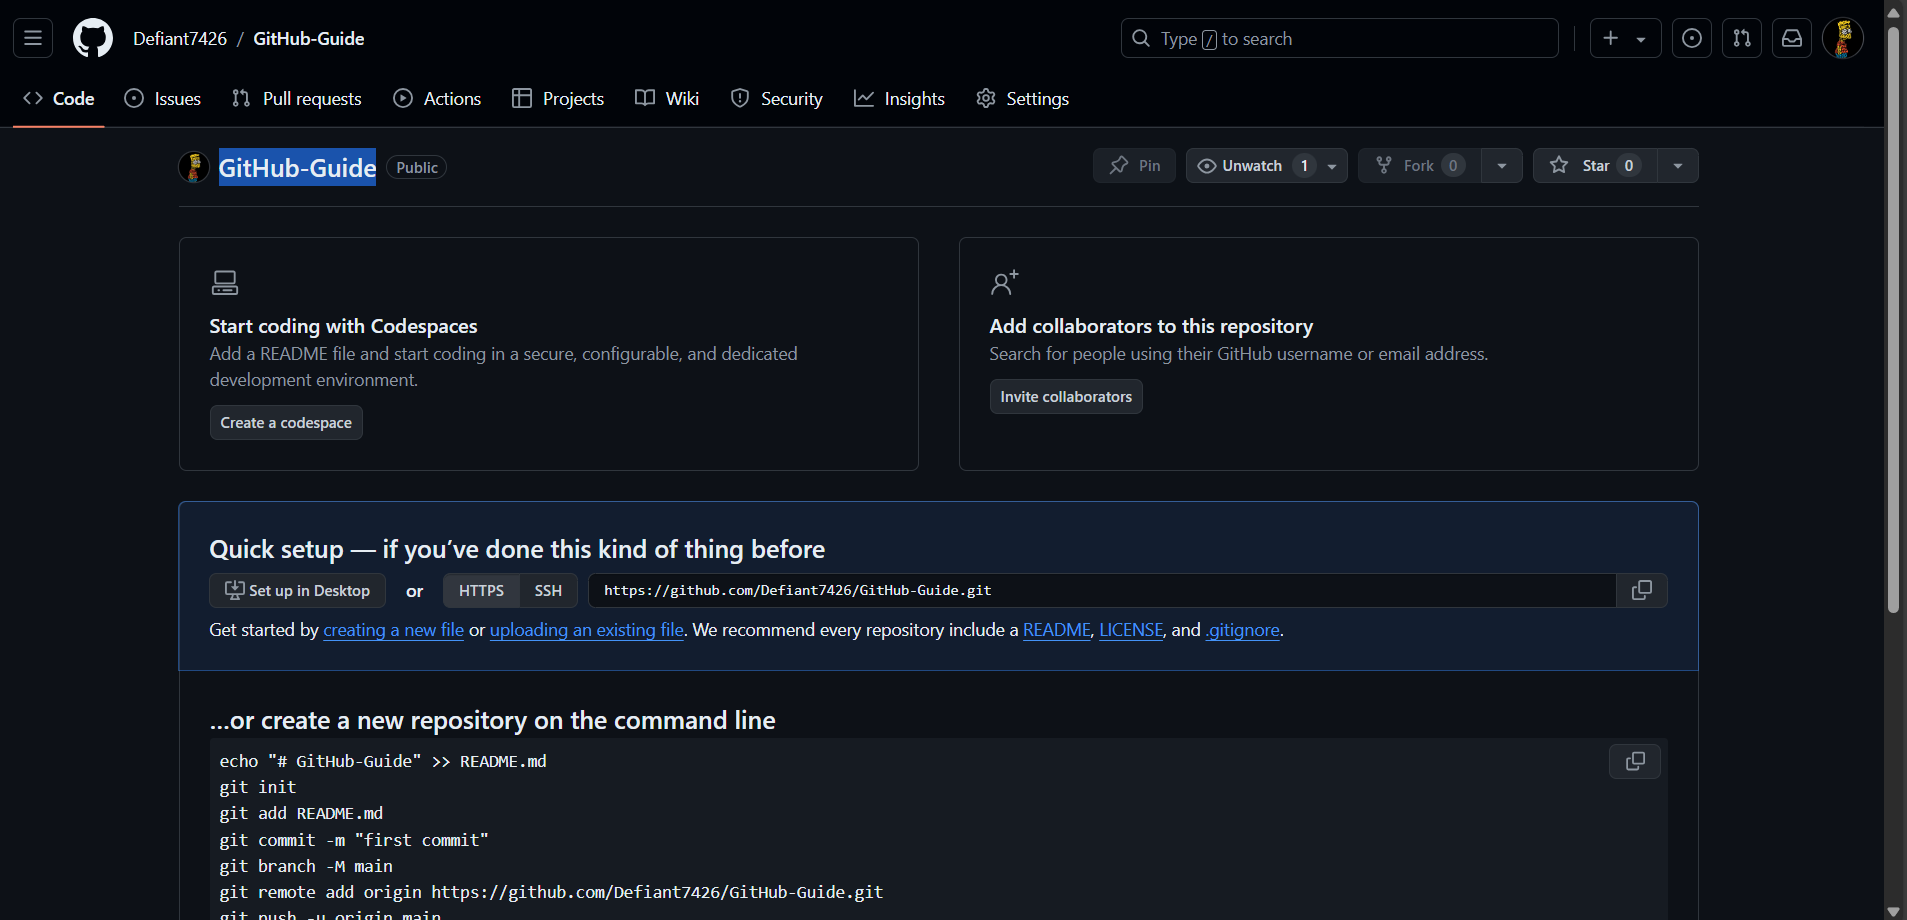 Defiant7426 / GitHub-Guide
Type / to search
Code Issues Pull requests Actions Projects Wiki Security Insights Settings
GitHub-Guide Public
Pin Unwatch 1 Fork 0 Star 0
Start coding with Codespaces
Add a README file and start coding in a secure, configurable, and dedicated
development environment.
Create a codespace
Add collaborators to this repository
Search for people using their GitHub username or email address.
Invite collaborators
Quick setup — if you’ve done this kind of thing before
Set up in Desktop or HTTPS SSH https://github.com/Defiant7426/GitHub-Guide.git
Get started by creating a new file or uploading an existing file. We recommend every repository include a README, LICENSE, and .gitignore.
…or create a new repository on the command line
echo "# GitHub-Guide" >> README.md
git init
git add README.md
git commit -m "first commit"
git branch -M main
git remote add origin https://github.com/Defiant7426/GitHub-Guide.git
git push -u origin main